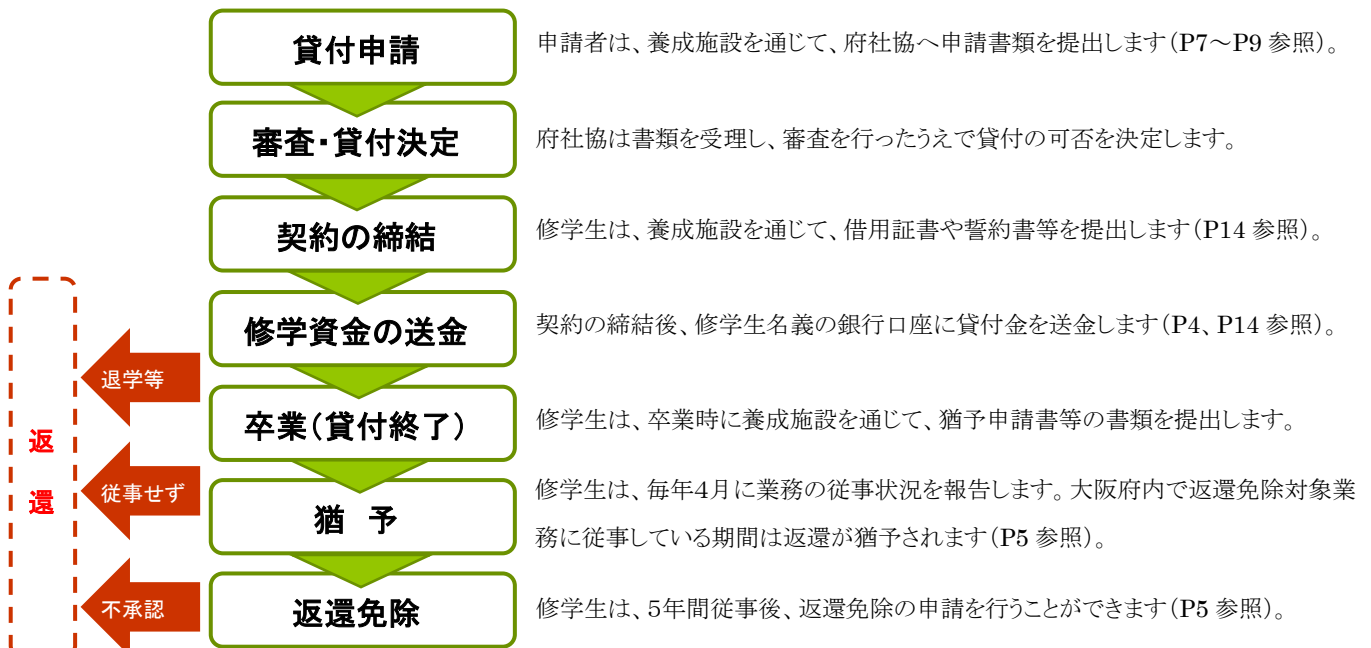 貸付申請
申請者は、養成施設を通じて、府社協へ申請書類を提出します(P7～P9 参照)。
審査・貸付決定
府社協は書類を受理し、審査を行ったうえで貸付の可否を決定します。
契約の締結
修学生は、養成施設を通じて、借用証書や誓約書等を提出します(P14 参照)。
修学資金の送金
契約の締結後、修学生名義の銀行口座に貸付金を送金します(P4、P14 参照)。
退学等
卒業(貸付終了)
修学生は、卒業時に養成施設を通じて、猶予申請書等の書類を提出します。
返
還
従事せず
猶 予
修学生は、毎年4月に業務の従事状況を報告します。大阪府内で返還免除対象業
務に従事している期間は返還が猶予されます(P5 参照)。
不承認
返還免除
修学生は、5年間従事後、返還免除の申請を行うことができます(P5 参照)。